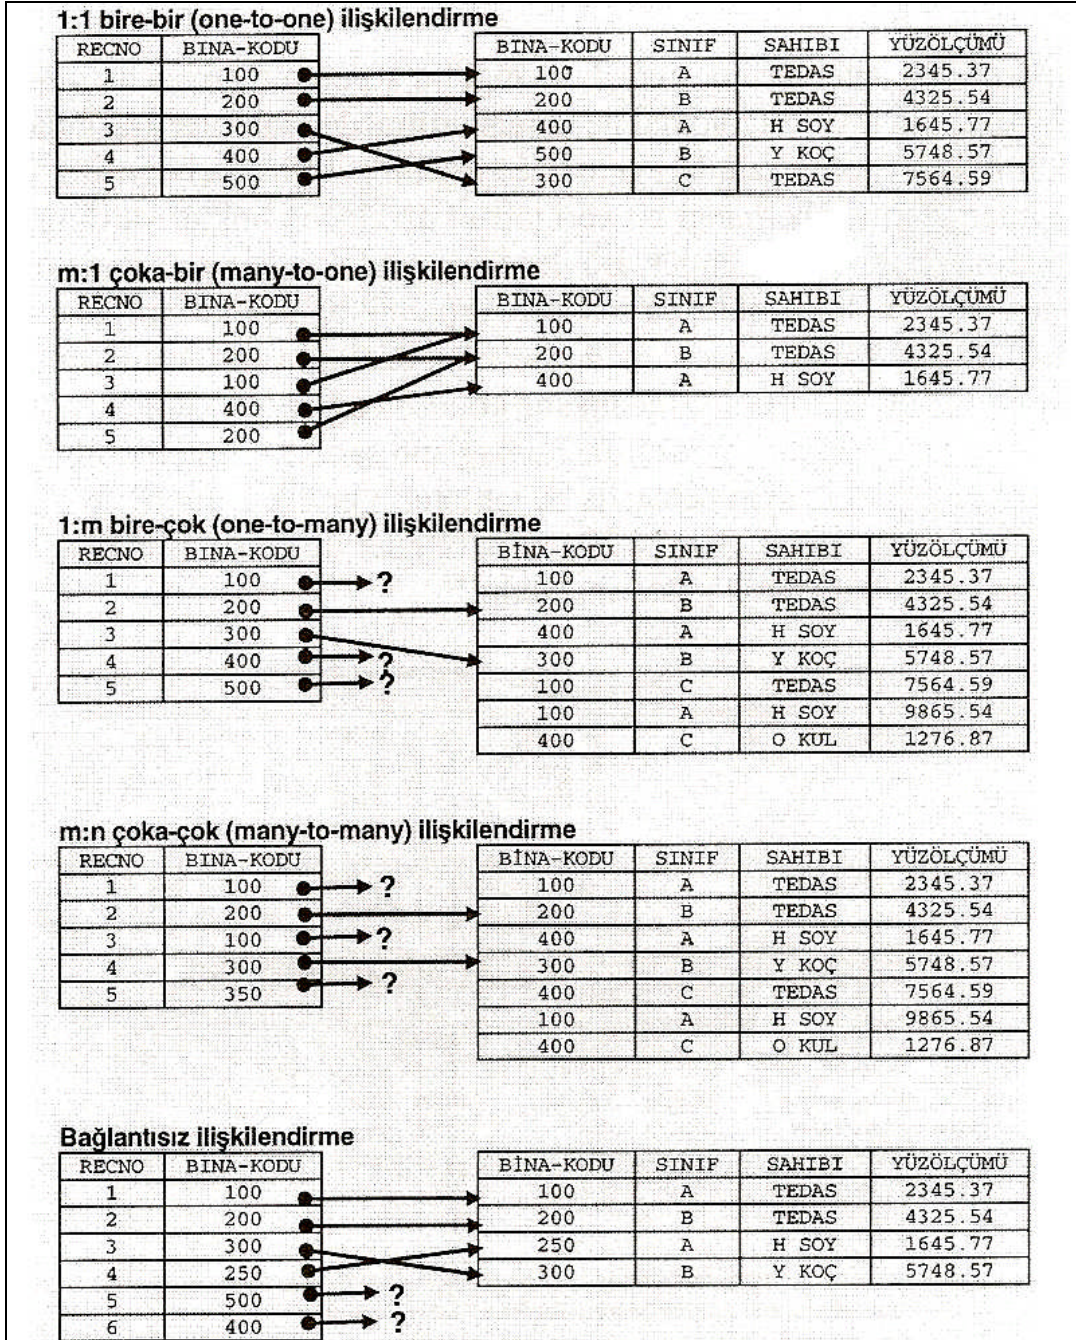 1:1 bire-bir (one-to-one) ilişkilendirme
RECNO BINA-KODU BINA-KODU SINIF SAHIBI YÜZÖLÇÜMÜ
1 100 100 A TEDAS 2345.37
2 200 200 B TEDAS 4325.54
3 300 400 A H SOY 1645.77
4 400 500 B Y KOÇ 5748.57
5 500 300 C TEDAS 7564.59
m:1 çoka-bir (many-to-one) ilişkilendirme
RECNO BINA-KODU BINA-KODU SINIF SAHIBI YÜZÖLÇÜMÜ
1 100 100 A TEDAS 2345.37
2 200 200 B TEDAS 4325.54
3 100 400 A H SOY 1645.77
4 400
5 200
1:m bire-çok (one-to-many) ilişkilendirme
RECNO BINA-KODU BİNA-KODU SINIF SAHIBI YÜZÖLÇÜMÜ
1 100 ? 100 A TEDAS 2345.37
2 200 200 B TEDAS 4325.54
3 300 400 A H SOY 1645.77
4 400 ? 300 B Y KOÇ 5748.57
5 500 ? 100 C TEDAS 7564.59
100 A H SOY 9865.54
400 C O KUL 1276.87
m:n çoka-çok (many-to-many) ilişkilendirme
RECNO BINA-KODU BİNA-KODU SINIF SAHIBI YÜZÖLÇÜMÜ
1 100 ? 100 A TEDAS 2345.37
2 200 200 B TEDAS 4325.54
3 100 ? 400 A H SOY 1645.77
4 300 300 B Y KOÇ 5748.57
5 350 ? 400 C TEDAS 7564.59
100 A H SOY 9865.54
400 C O KUL 1276.87
Bağlantısız ilişkilendirme
RECNO BINA-KODU BİNA-KODU SINIF SAHIBI YÜZÖLÇÜMÜ
1 100 100 A TEDAS 2345.37
2 200 200 B TEDAS 4325.54
3 300 250 A H SOY 1645.77
4 250 300 B Y KOÇ 5748.57
5 500 ?
6 400 ?